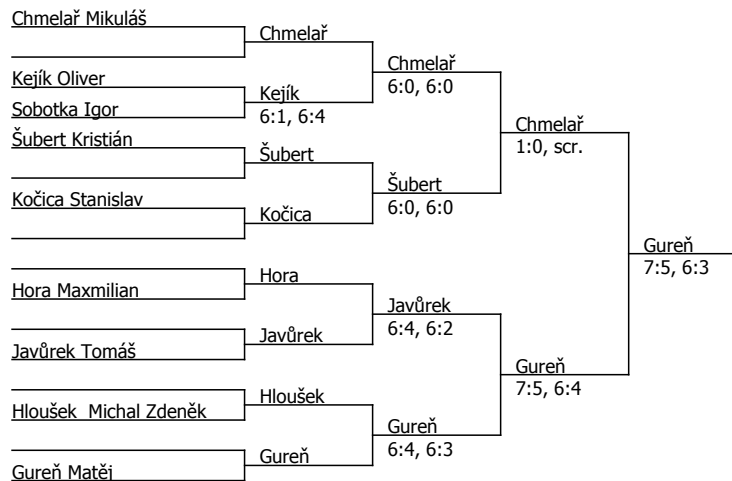 Chmelař Mikuláš
Chmelař
Chmelař
6:0, 6:0
Kejík Oliver
Kejík
6:1, 6:4
Sobotka Igor
Chmelař
1:0, scr.
Šubert Kristián
Šubert
Šubert
6:0, 6:0
Kočica Stanislav
Kočica
Gureň
7:5, 6:3
Hora
Hora Maxmilian
Javůrek
6:4, 6:2
Javůrek
Javůrek Tomáš
Gureň
7:5, 6:4
Hloušek
Hloušek  Michal Zdeněk
Gureň
6:4, 6:3
Gureň
Gureň Matěj